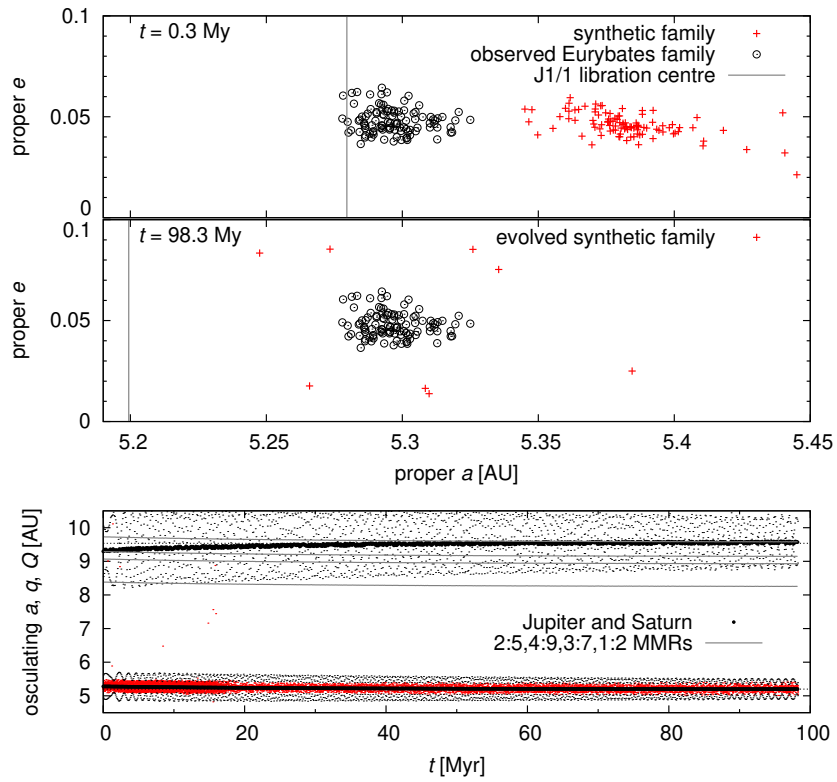 0.1
t = 0.3 My
synthetic family
observed Eurybates family
J1/1 libration centre
proper e
0.05
0
0.1
t = 98.3 My
evolved synthetic family
proper e
0.05
0
5.2 5.25 5.3 5.35 5.4 5.45
proper a [AU]
osculating a, q, Q [AU]
10
9
8
Jupiter and Saturn
7
2:5,4:9,3:7,1:2 MMRs
6
5
0 20 40 60 80 100
t [Myr]